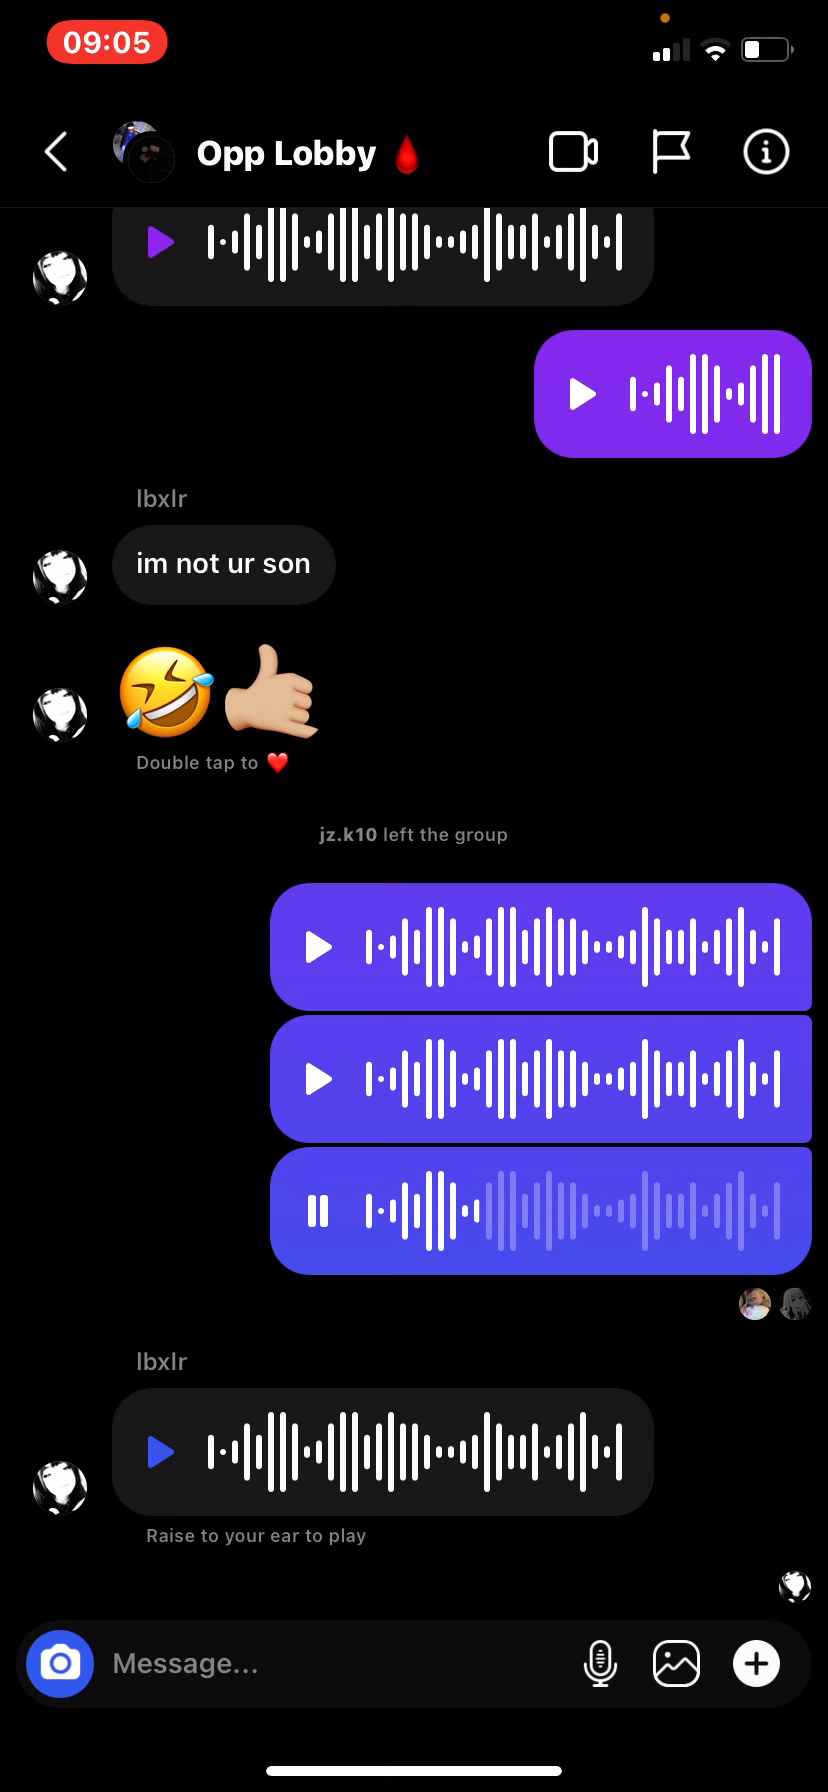 09:05
Opp Lobby 🩸
lbxlr
im not ur son
🤣🤙🏼
Double tap to ❤️
jz.k10 left the group
lbxlr
Raise to your ear to play
Message...